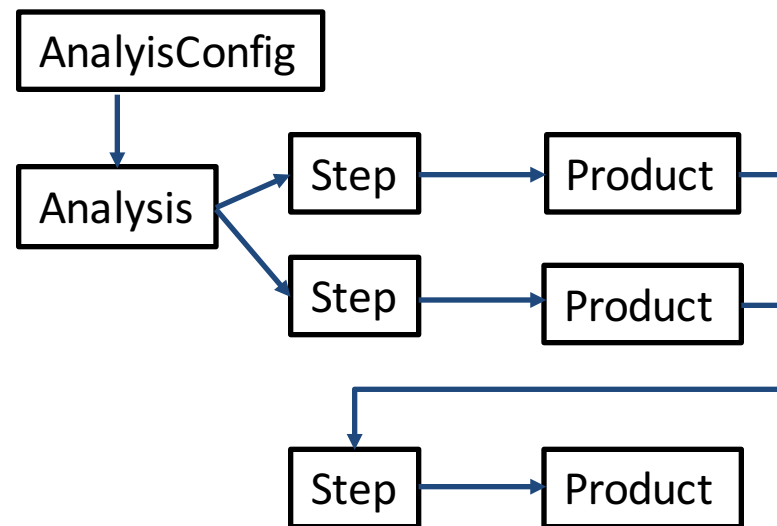 AnalyisConfig
Step
Product
Analysis
Step
Product
Step
Product